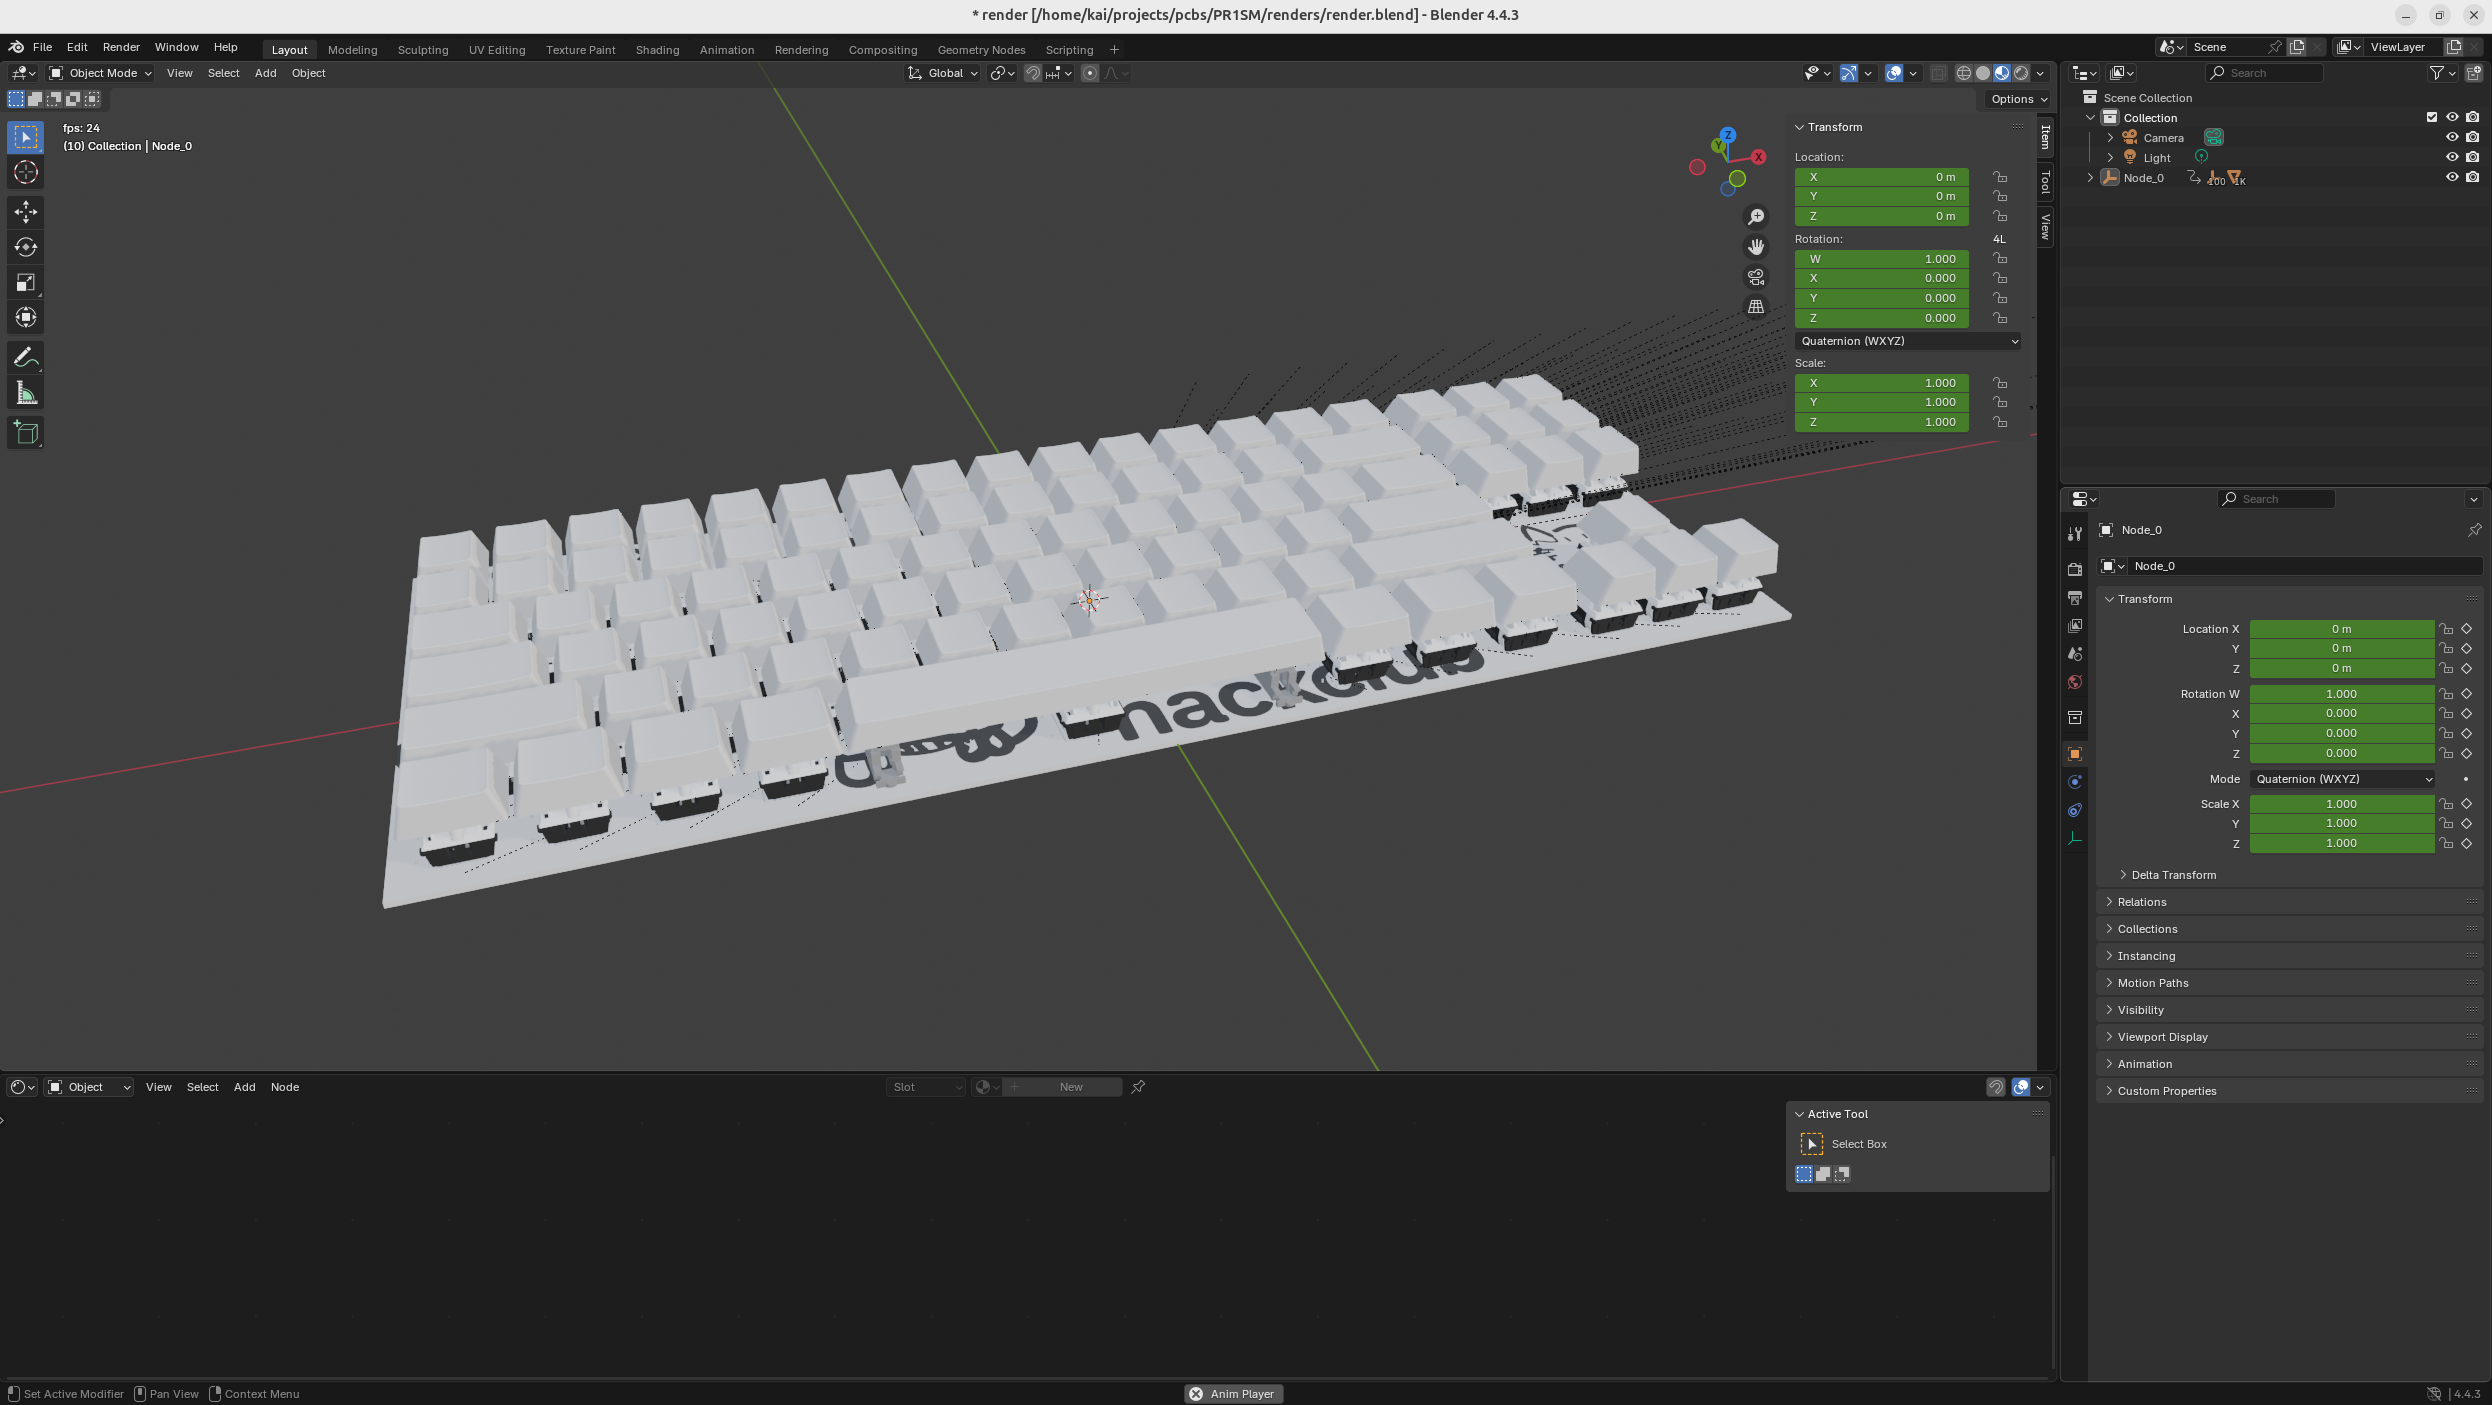 * render [/home/kai/projects/pcbs/PR1SM/renders/render.blend] - Blender 4.4.3
File Edit Render Window Help
Layout Modeling Sculpting UV Editing Texture Paint Shading Animation Rendering Compositing Geometry Nodes Scripting +
Scene
ViewLayer
Object Mode View Select Add Object
Global
Options
fps: 24
(10) Collection | Node_0
Z
Y
X
Item
Tool
View
Transform
Location:
X 0 m
Y 0 m
Z 0 m
Rotation: 4L
W 1.000
X 0.000
Y 0.000
Z 0.000
Quaternion (WXYZ)
Scale:
X 1.000
Y 1.000
Z 1.000
hackclub
Search
Scene Collection
Collection
Camera
Light
Node_0 100 1K
Search
Node_0
Node_0
Transform
Location X 0 m
Y 0 m
Z 0 m
Rotation W 1.000
X 0.000
Y 0.000
Z 0.000
Mode Quaternion (WXYZ)
Scale X 1.000
Y 1.000
Z 1.000
Delta Transform
Relations
Collections
Instancing
Motion Paths
Visibility
Viewport Display
Animation
Custom Properties
Object View Select Add Node
Slot
New
Active Tool
Select Box
Set Active Modifier Pan View Context Menu
Anim Player
4.4.3